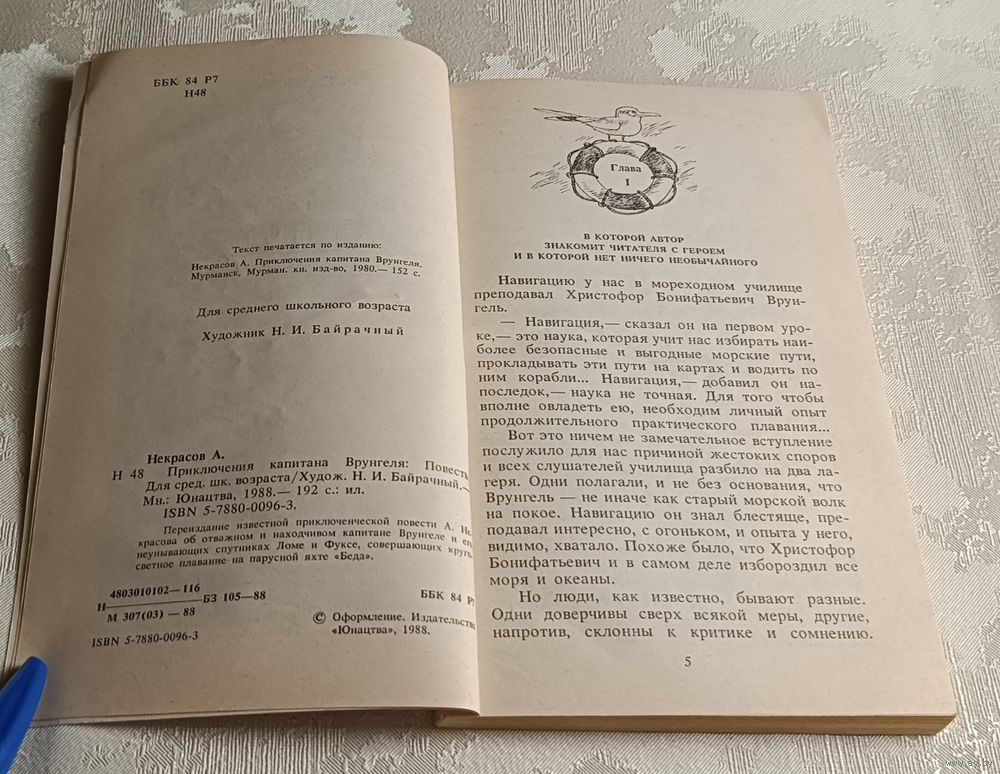 ББК 84 Р7
Н48
Текст печатается по изданию:
Некрасов А. Приключения капитана Врунгеля.
Мурманск, Мурман. кн. изд-во, 1980.— 152 с.
Для среднего школьного возраста
Художник Н. И. Байрачный
Некрасов А.
Н 48 Приключения капитана Врунгеля: Повесть
Для сред. шк. возраста/Худож. Н. И. Байрачный.—
Мн.: Юнацтва, 1988.— 192 с.: ил.
ISBN 5-7880-0096-3.
Переиздание известной приключенческой повести А. Не-
красова об отважном и находчивом капитане Врунгеле и его
неунывающих спутниках Ломе и Фуксе, совершающих круго-
светное плавание на парусной яхте «Беда».
4803010102—116
Н БЗ 105—88
М 307(03) — 88
ББК 84 Р7
ISBN 5-7880-0096-3
© Оформление. Издательство
«Юнацтва», 1988.
Глава
I
В КОТОРОЙ АВТОР
ЗНАКОМИТ ЧИТАТЕЛЯ С ГЕРОЕМ
И В КОТОРОЙ НЕТ НИЧЕГО НЕОБЫЧАЙНОГО
Навигацию у нас в мореходном училище
преподавал Христофор Бонифатьевич Врун-
гель.
— Навигация,— сказал он на первом уро-
ке,— это наука, которая учит нас избирать наи-
более безопасные и выгодные морские пути,
прокладывать эти пути на картах и водить по
ним корабли... Навигация,— добавил он на-
последок,— наука не точная. Для того чтобы
вполне овладеть ею, необходим личный опыт
продолжительного практического плавания...
Вот это ничем не замечательное вступление
послужило для нас причиной жестоких споров
и всех слушателей училища разбило на два ла-
геря. Одни полагали, и не без основания, что
Врунгель — не иначе как старый морской волк
на покое. Навигацию он знал блестяще, пре-
подавал интересно, с огоньком, и опыта у него,
видимо, хватало. Похоже было, что Христофор
Бонифатьевич и в самом деле избороздил все
моря и океаны.
Но люди, как известно, бывают разные.
Одни доверчивы сверх всякой меры, другие,
напротив, склонны к критике и сомнению.
5